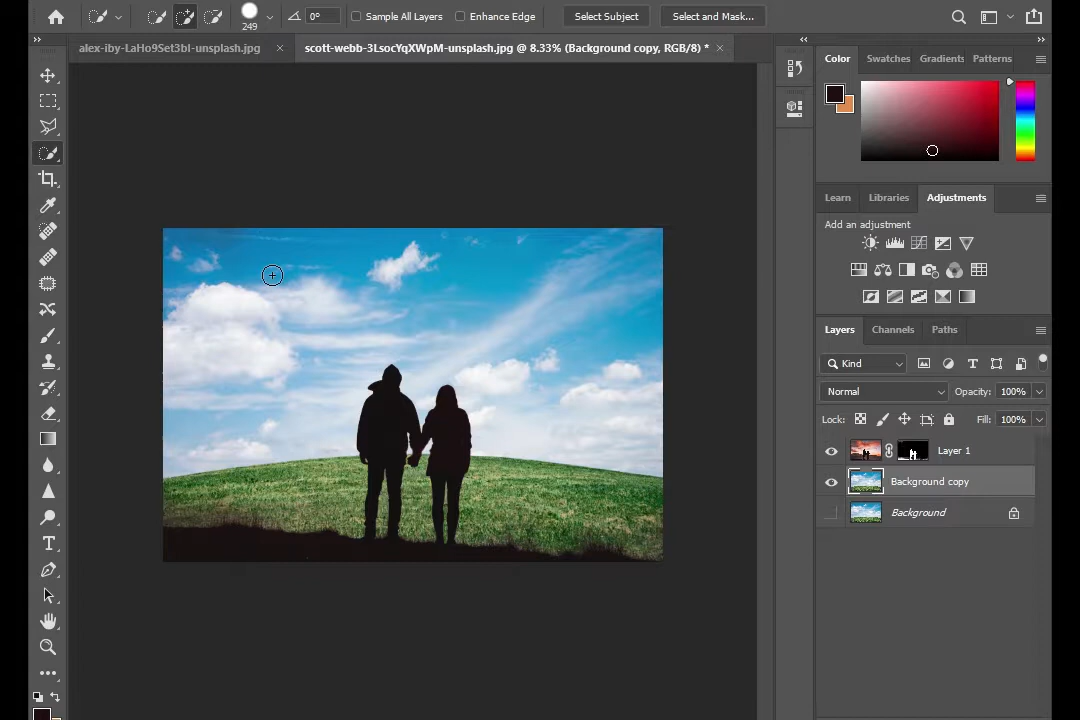 249
0°
Sample All Layers
Enhance Edge
Select Subject
Select and Mask...
alex-iby-LaHo9Set3bI-unsplash.jpg
scott-webb-3LsocYqXWpM-unsplash.jpg @ 8.33% (Background copy, RGB/8) *
Color
Swatches
Gradients
Patterns
Learn
Libraries
Adjustments
Add an adjustment
Layers
Channels
Paths
Kind
Normal
Opacity: 100%
Lock:
Fill: 100%
Layer 1
Background copy
Background